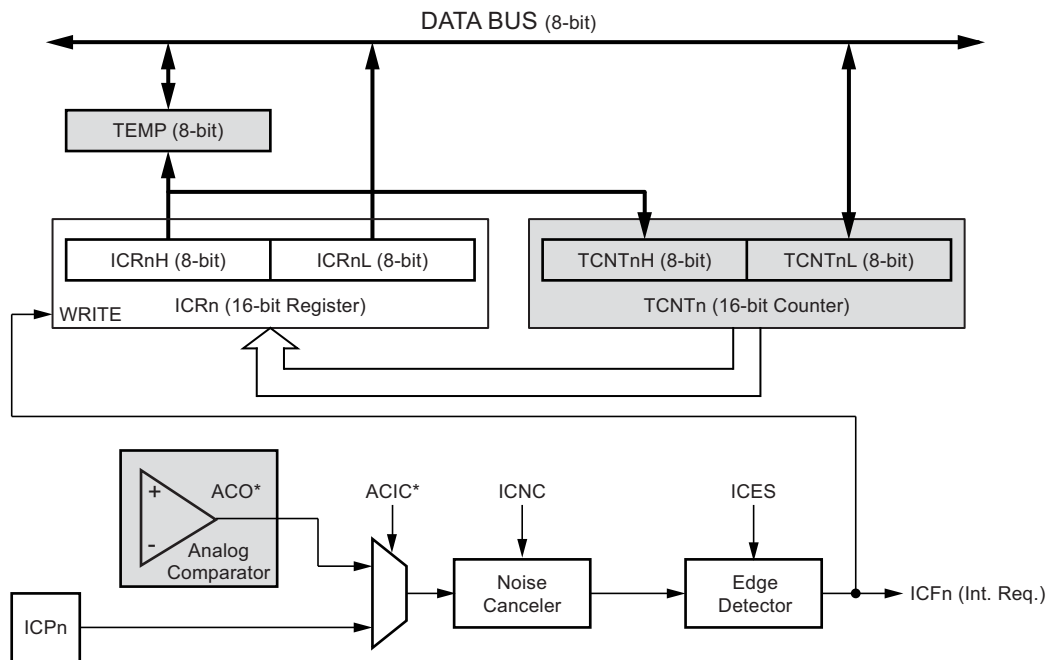 DATA BUS (8-bit)
TEMP (8-bit)
ICRnH (8-bit)
ICRnL (8-bit)
TCNTnH (8-bit)
TCNTnL (8-bit)
WRITE
ICRn (16-bit Register)
TCNTn (16-bit Counter)
+
-
ACO*
Analog
Comparator
ACIC*
ICNC
ICES
Noise
Canceler
Edge
Detector
ICFn (Int. Req.)
ICPn